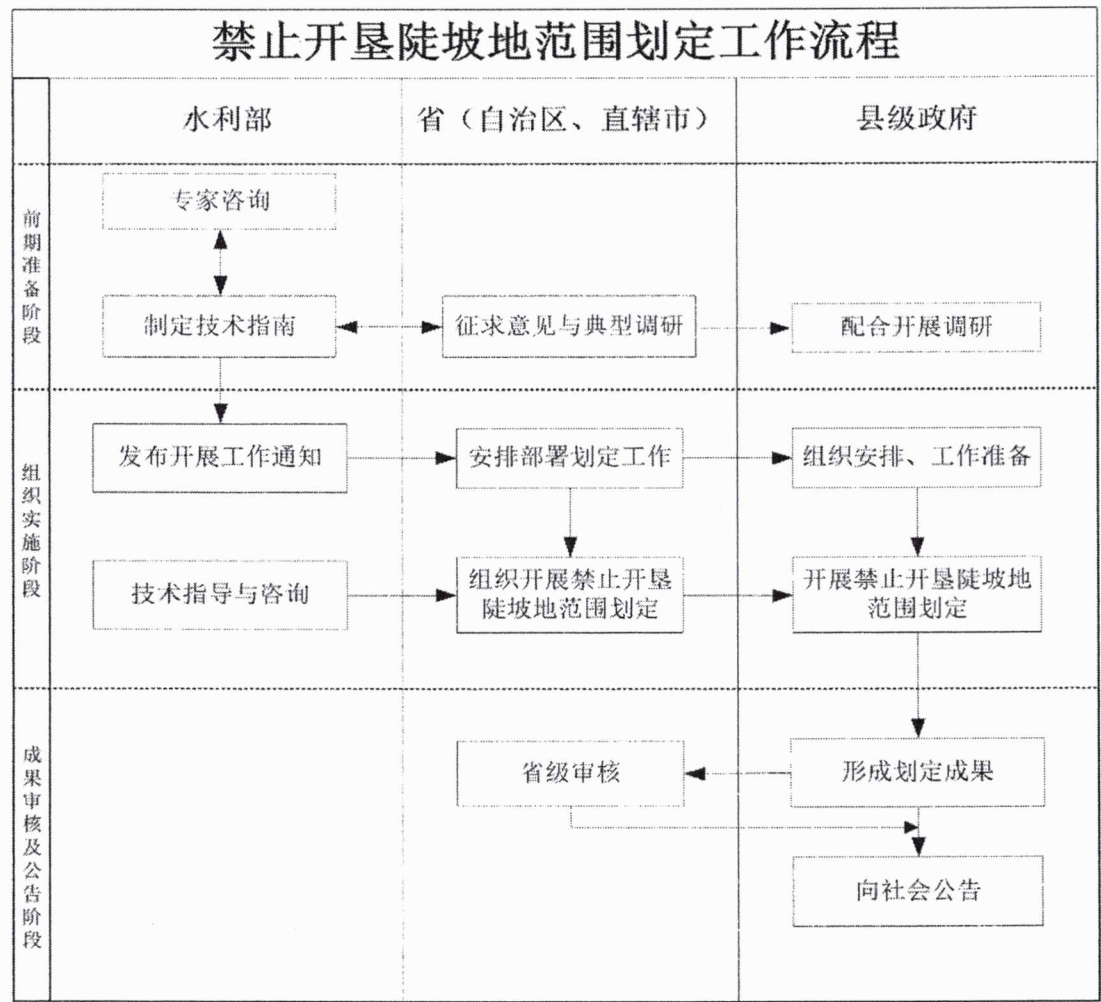 禁止开垦陡坡地范围划定工作流程
水利部
省（自治区、直辖市）
县级政府
前期准备阶段
专家咨询
制定技术指南
征求意见与典型调研
配合开展调研
组织实施阶段
发布开展工作通知
安排部署划定工作
组织安排、工作准备
技术指导与咨询
组织开展禁止开垦
陡坡地范围划定
开展禁止开垦陡坡地
范围划定
成果审核及公告阶段
省级审核
形成划定成果
向社会公告